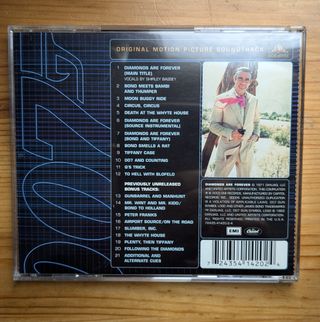 ORIGINAL MOTION PICTURE SOUNDTRACK
007
1 DIAMONDS ARE FOREVER
(MAIN TITLE)
VOCALS BY SHIRLEY BASSEY
2 BOND MEETS BAMBI
AND THUMPER
3 MOON BUGGY RIDE
4 CIRCUS, CIRCUS
5 DEATH AT THE WHYTE HOUSE
6 DIAMONDS ARE FOREVER
(SOURCE INSTRUMENTAL)
7 DIAMONDS ARE FOREVER
(BOND AND TIFFANY)
8 BOND SMELLS A RAT
9 TIFFANY CASE
10 DOT AND COUNTING
11 Q'S TRICK
12 TO HELL WITH BLOFELD
PREVIOUSLY UNRELEASED
BONUS TRACKS:
13 GUNBARREL AND MANHUNT
14 MR. WINT AND MR. KIDD/
BOND TO HOLLAND
15 PETER FRANKS
16 AIRPORT SOURCE/ON THE ROAD
17 SLUMBER, INC.
18 THE WHYTE HOUSE
19 PLENTY, THEN TIFFANY
20 FOLLOWING THE DIAMONDS
21 ADDITIONAL AND
ALTERNATE CUES
DIAMONDS ARE FOREVER
EMI
Capitol
7 24354 14202 4